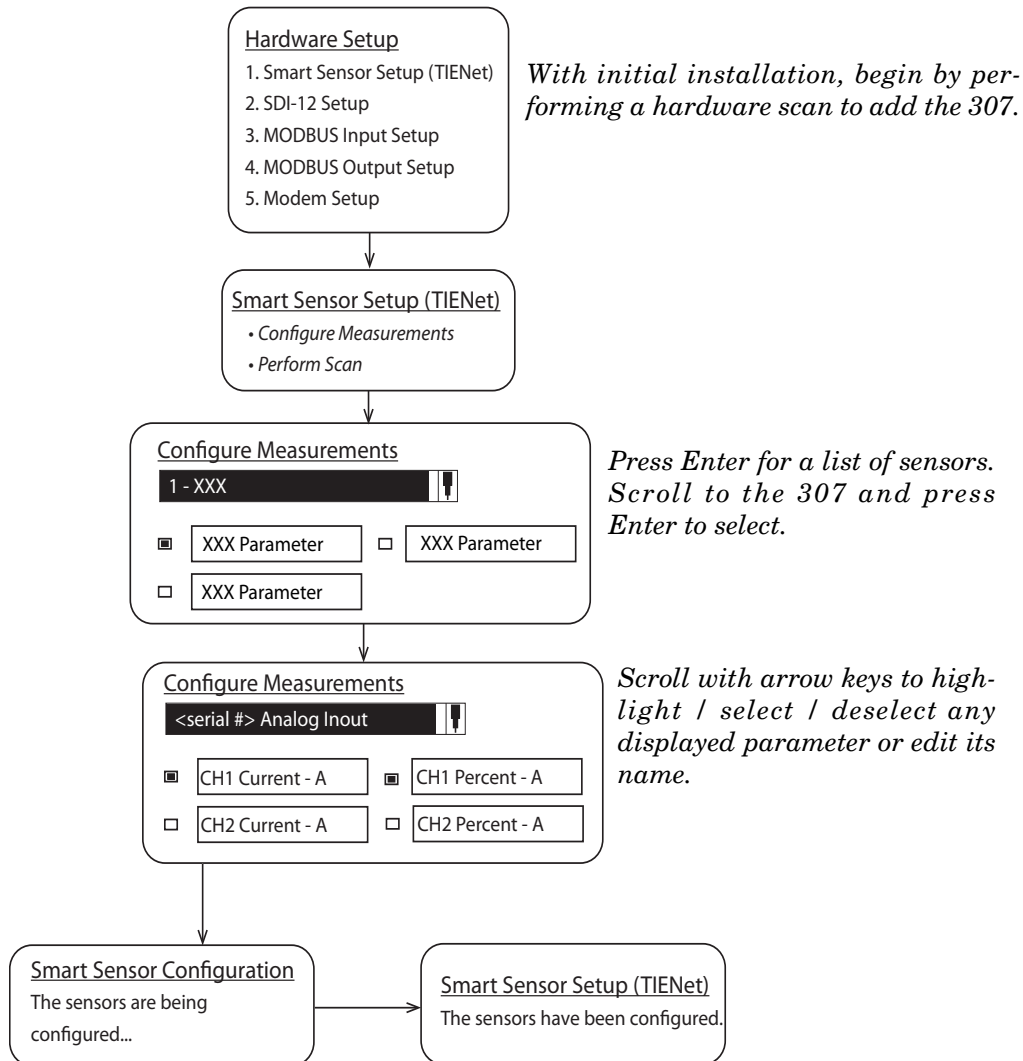 Hardware Setup
1. Smart Sensor Setup (TIENet)
2. SDI-12 Setup
3. MODBUS Input Setup
4. MODBUS Output Setup
5. Modem Setup
With initial installation, begin by per-
forming a hardware scan to add the 307.
Smart Sensor Setup (TIENet)
• Configure Measurements
• Perform Scan
Configure Measurements
1 - XXX
XXX Parameter
XXX Parameter
XXX Parameter
Press Enter for a list of sensors.
Scroll to the 307 and press
Enter to select.
Configure Measurements
<serial #> Analog Inout
CH1 Current - A
CH1 Percent - A
CH2 Current - A
CH2 Percent - A
Scroll with arrow keys to high-
light / select / deselect any
displayed parameter or edit its
name.
Smart Sensor Configuration
The sensors are being
configured...
Smart Sensor Setup (TIENet)
The sensors have been configured.